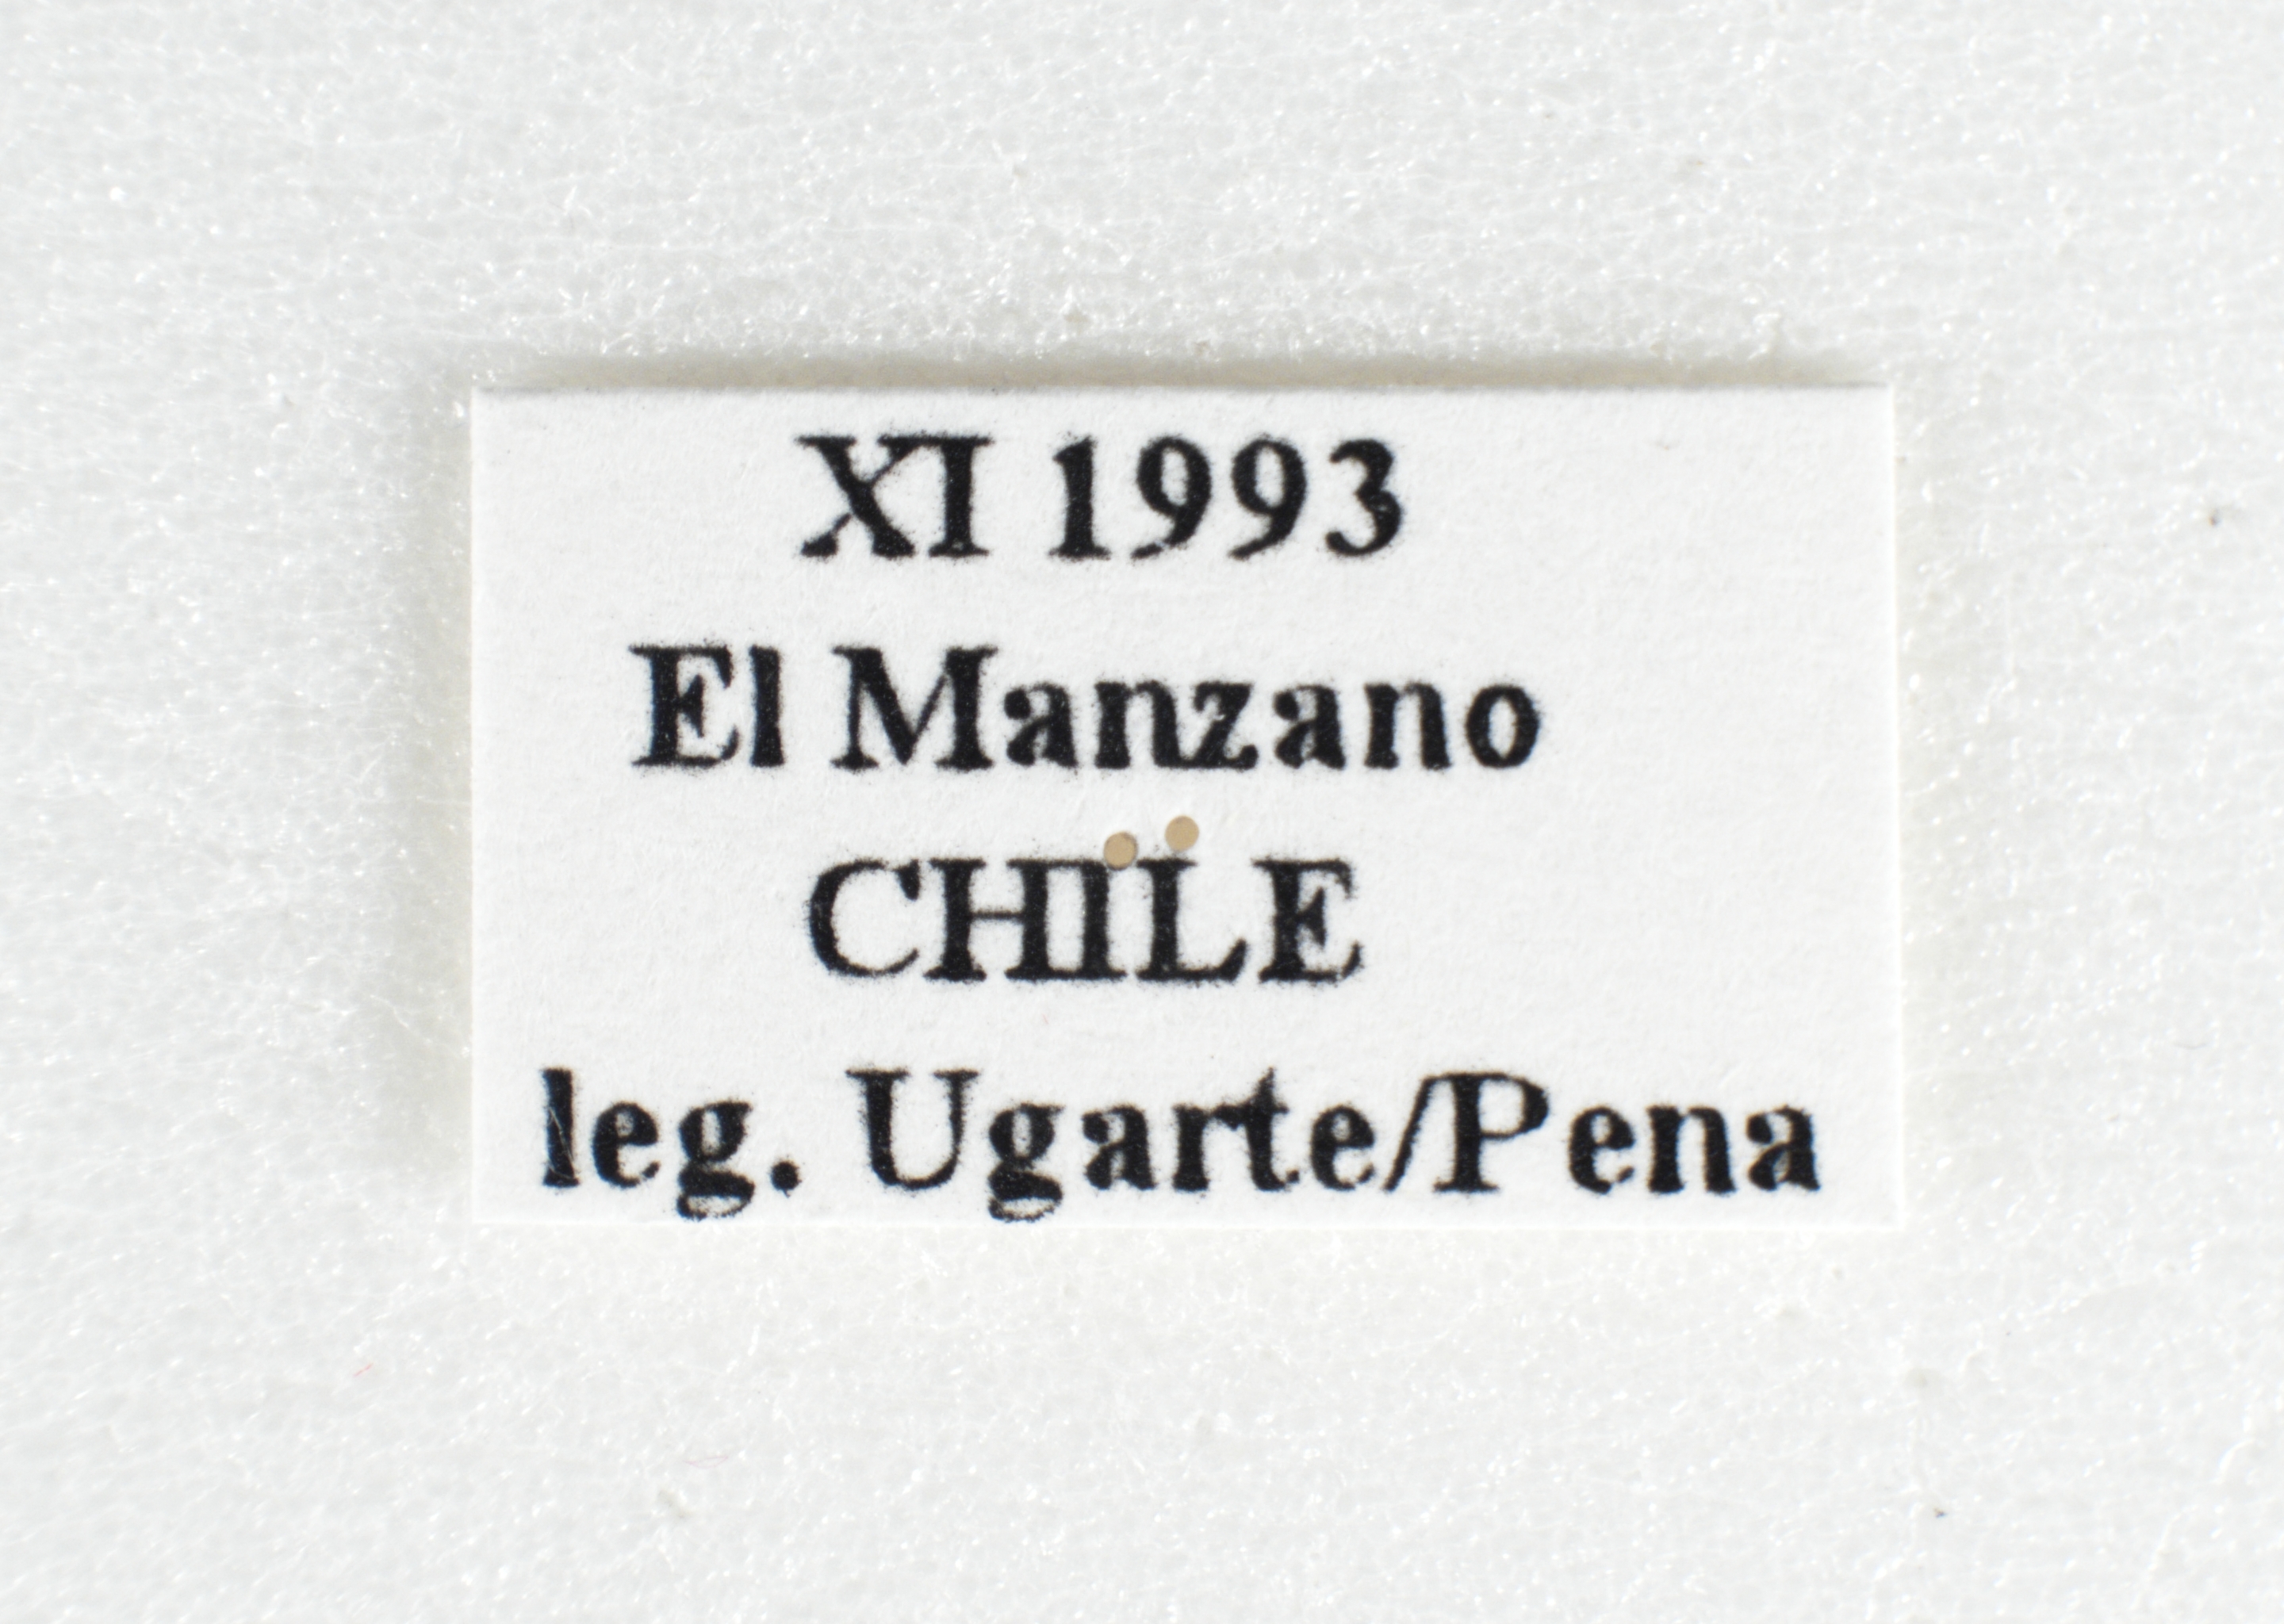 XI 1993
El Manzano
CHILE
leg. Ugarte/Pena